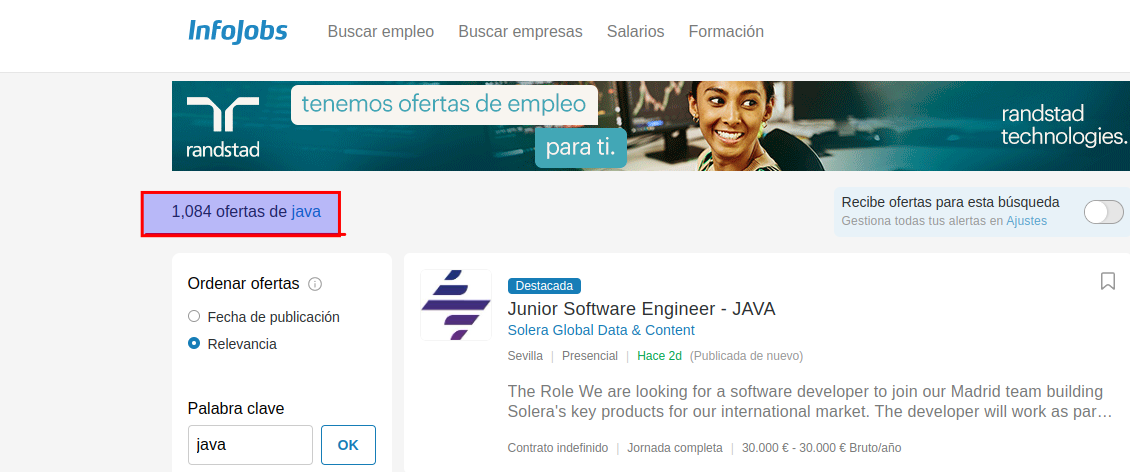 InfoJobs Buscar empleo Buscar empresas Salarios Formación
tenemos ofertas de empleo
para ti.
randstad
randstad
technologies.
1,084 ofertas de java
Recibe ofertas para esta búsqueda
Gestiona todas tus alertas en Ajustes
Ordenar ofertas
Fecha de publicación
Relevancia
Palabra clave
java OK
Destacada
Junior Software Engineer - JAVA
Solera Global Data & Content
Sevilla | Presencial | Hace 2d (Publicada de nuevo)
The Role We are looking for a software developer to join our Madrid team building
Solera's key products for our international market. The developer will work as par…
Contrato indefinido | Jornada completa | 30.000 € - 30.000 € Bruto/año